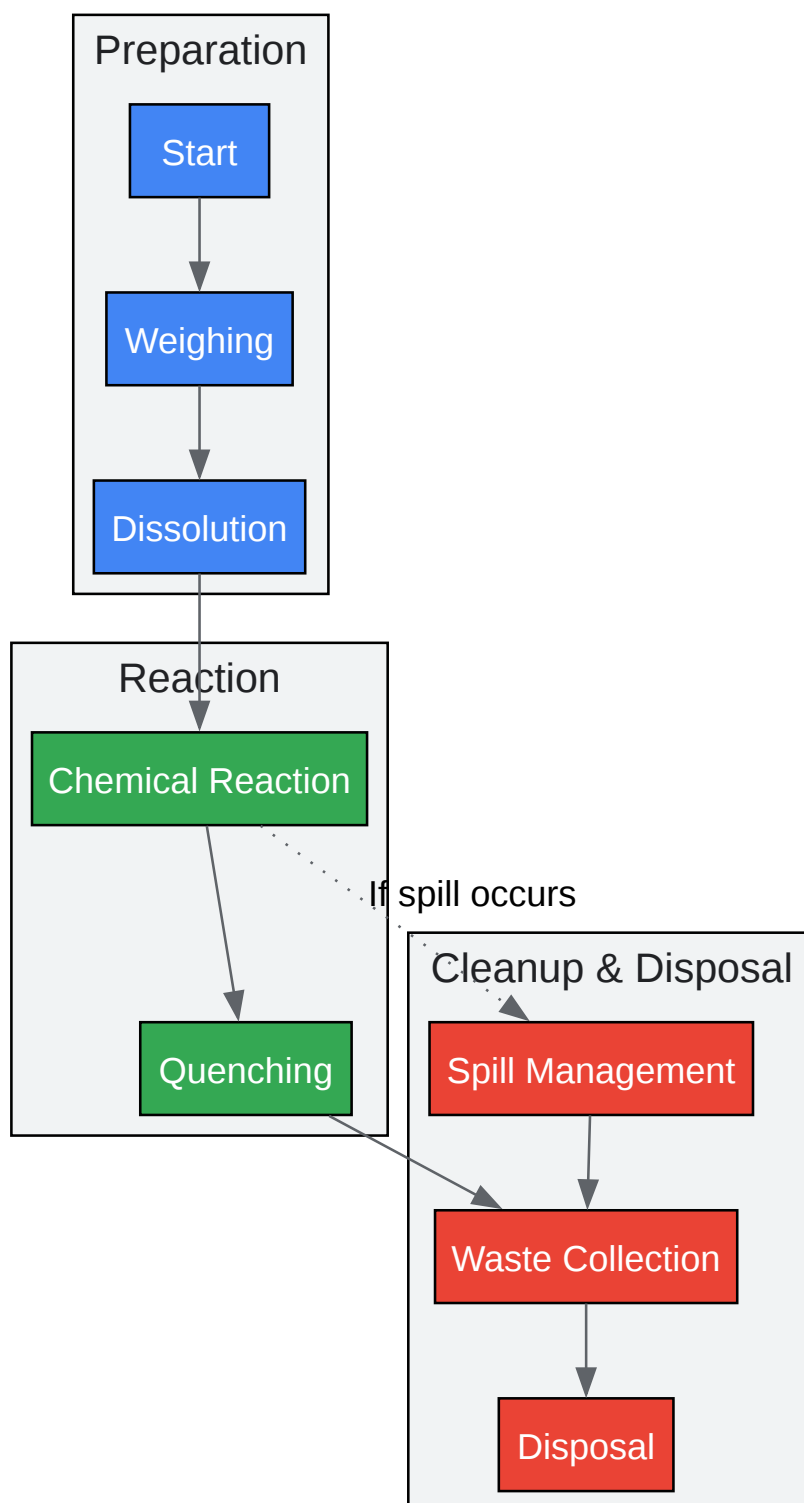 Preparation
Start
Weighing
Dissolution
Reaction
Chemical Reaction
If spill occurs
Cleanup & Disposal
Quenching
Spill Management
Waste Collection
Disposal